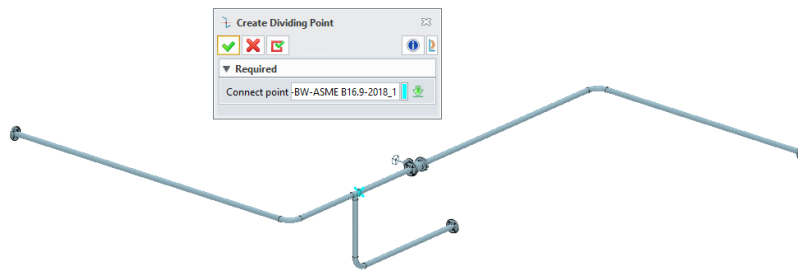 Create Dividing Point
Required
Connect point -BW-ASME B16.9-2018_1